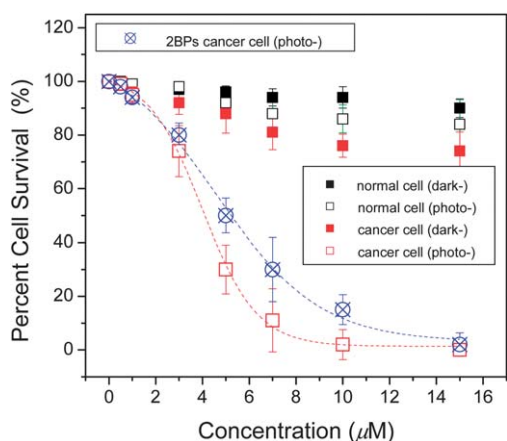 2BPs cancer cell (photo-)
120
100
80
60
40
20
0
Percent Cell Survival (%)
normal cell (dark-)
normal cell (photo-)
cancer cell (dark-)
cancer cell (photo-)
0 2 4 6 8 10 12 14 16
Concentration (μM)